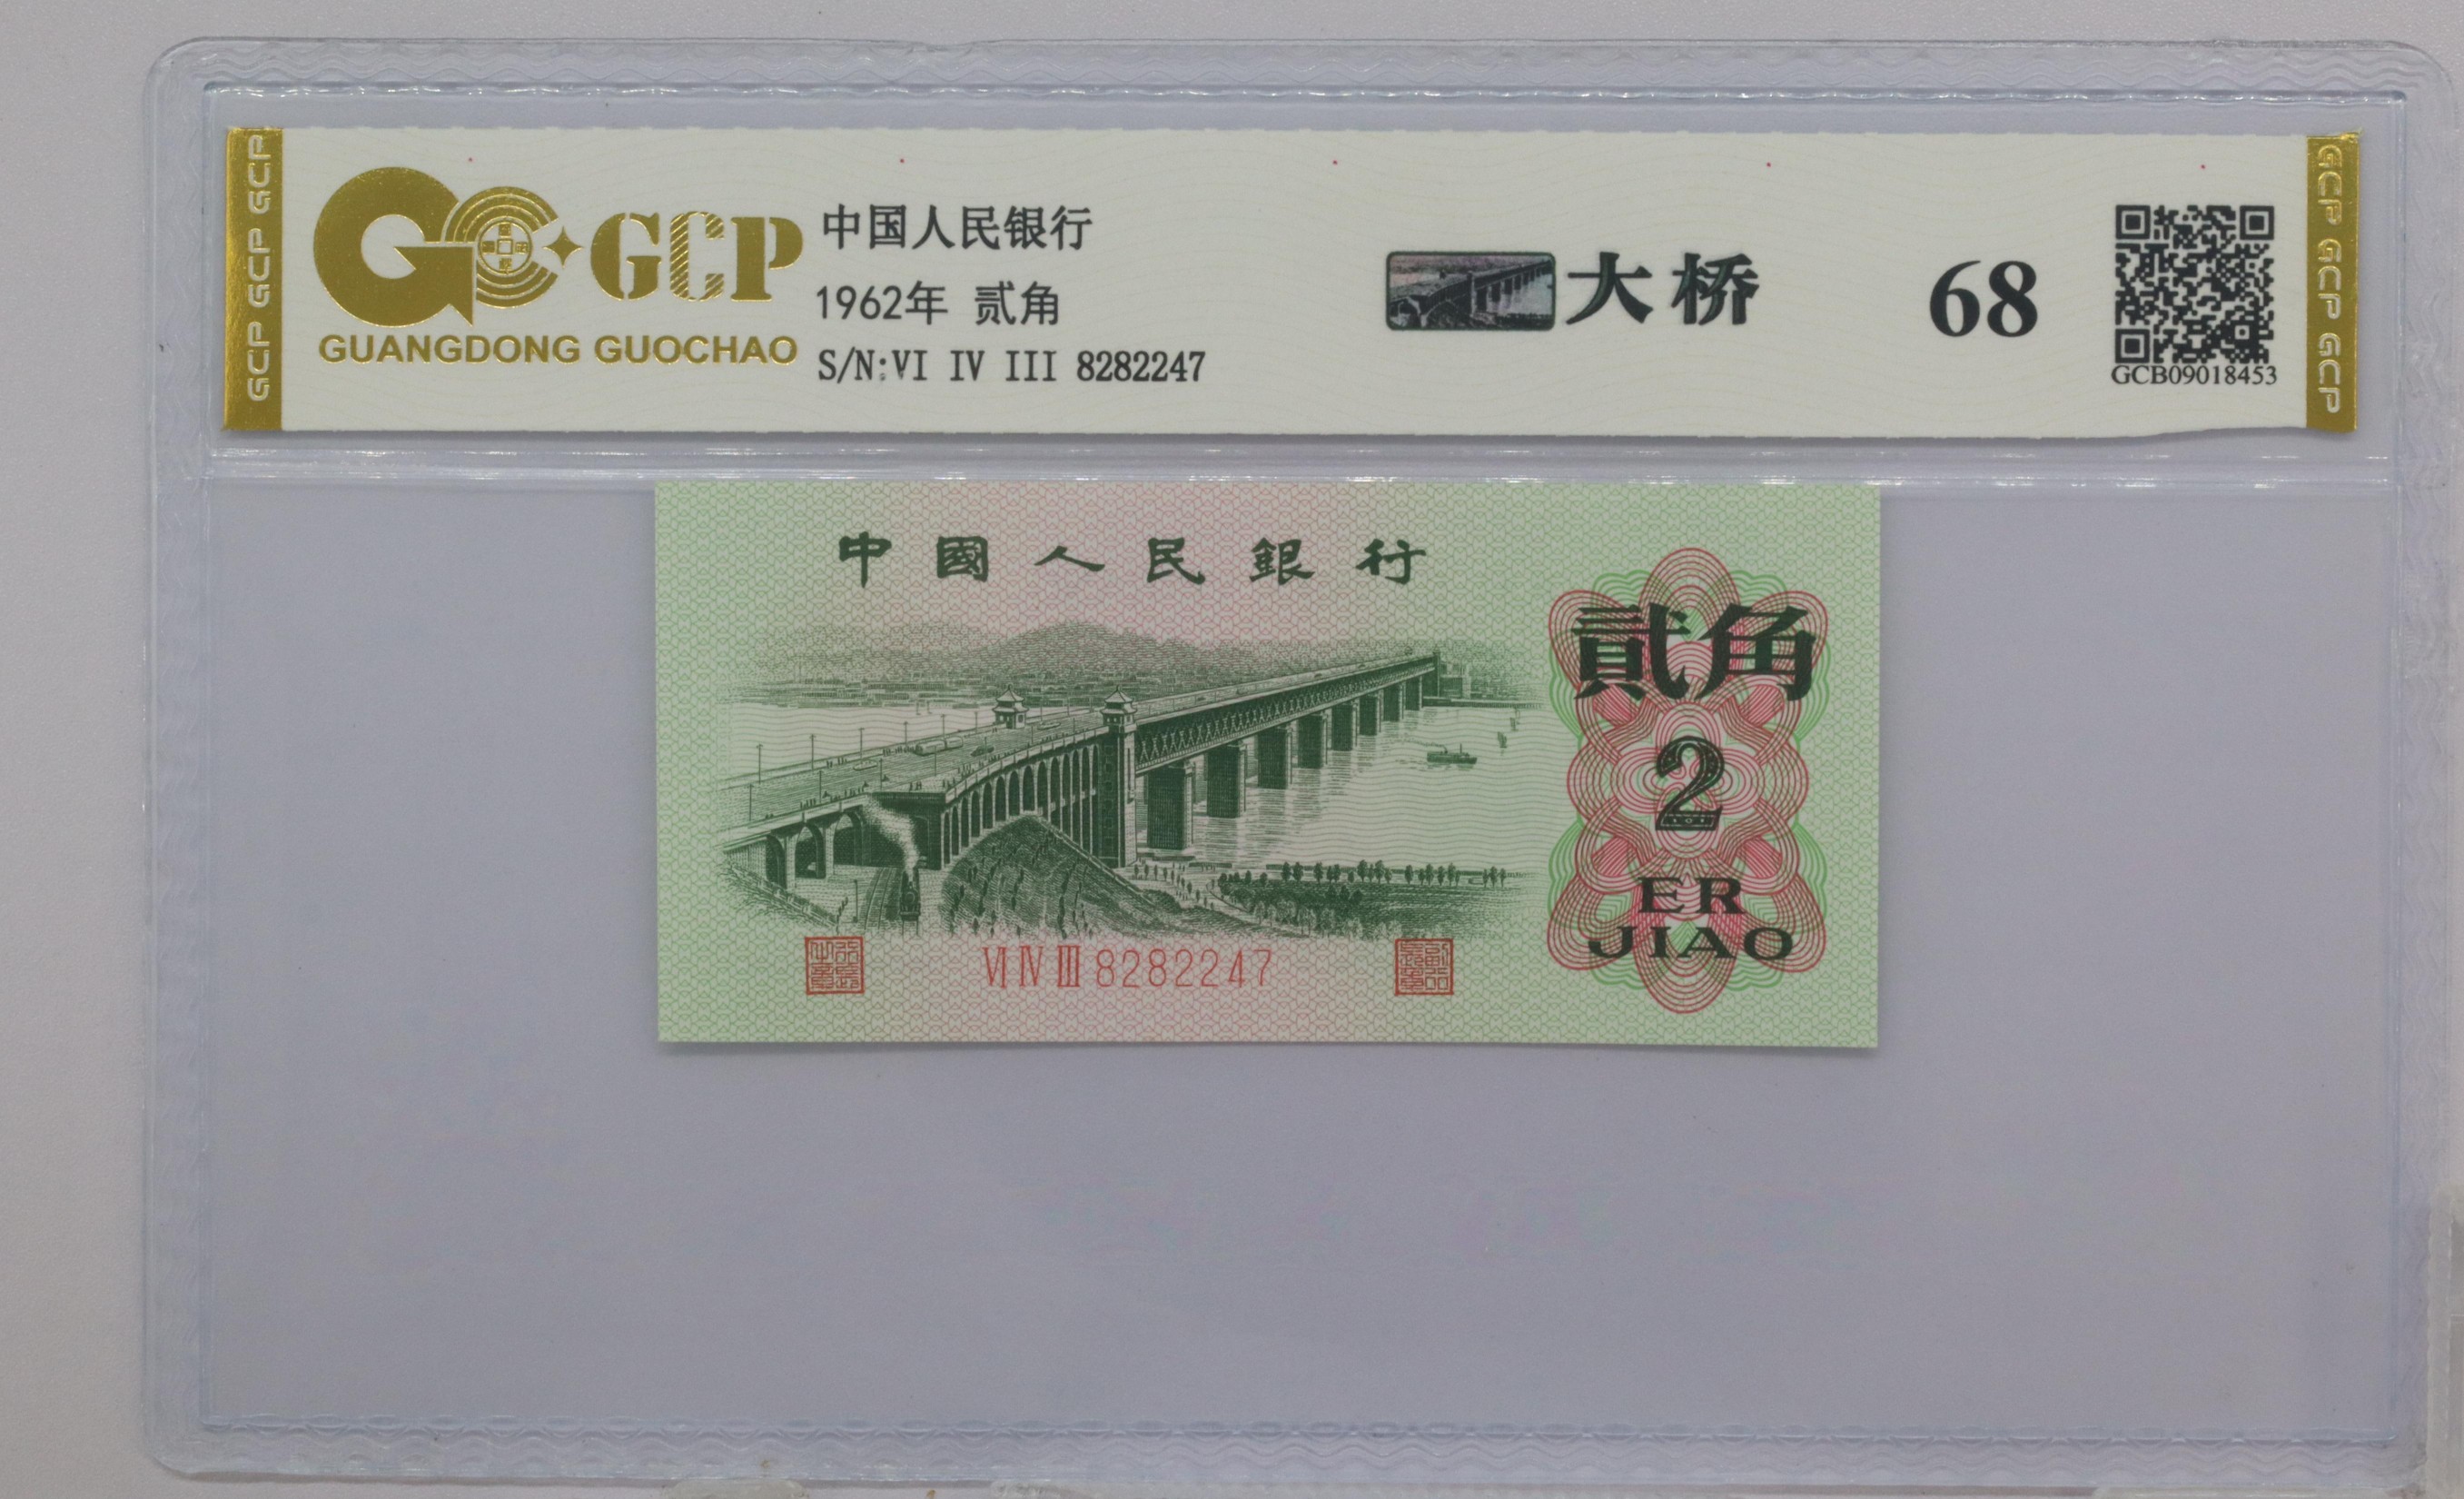 GCP GCP GCP
GCP
GUANGDONG GUOCHAO
中国人民银行
1962年 贰角
S/N:VI IV III 8282247
大桥
68
GCB09018453
GCP GCP GCP
中國人民銀行
貳角
2
ER
JIAO
VI IV III 8282247